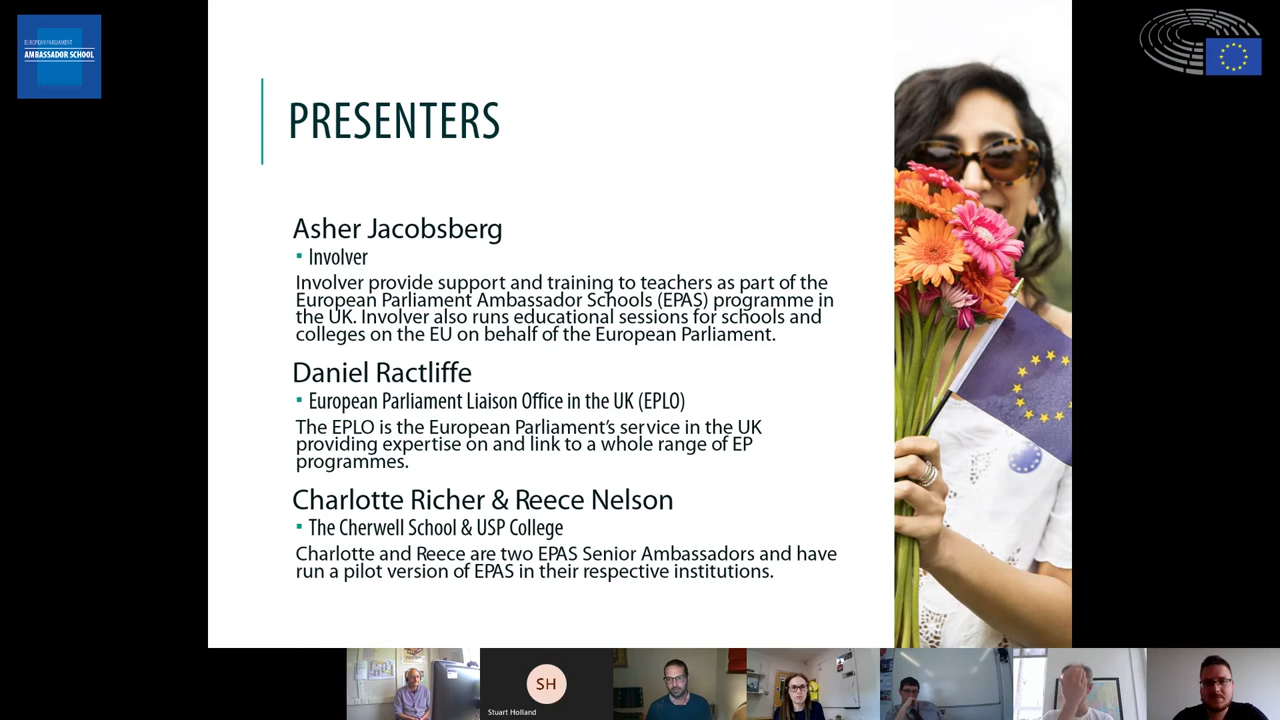 EUROPEAN PARLIAMENT
AMBASSADOR SCHOOL
PRESENTERS
Asher Jacobsberg
▪ Involver
Involver provide support and training to teachers as part of the
European Parliament Ambassador Schools (EPAS) programme in
the UK. Involver also runs educational sessions for schools and
colleges on the EU on behalf of the European Parliament.
Daniel Ractliffe
▪ European Parliament Liaison Office in the UK (EPLO)
The EPLO is the European Parliament’s service in the UK
providing expertise on and link to a whole range of EP
programmes.
Charlotte Richer & Reece Nelson
▪ The Cherwell School & USP College
Charlotte and Reece are two EPAS Senior Ambassadors and have
run a pilot version of EPAS in their respective institutions.
SH
Stuart Holland